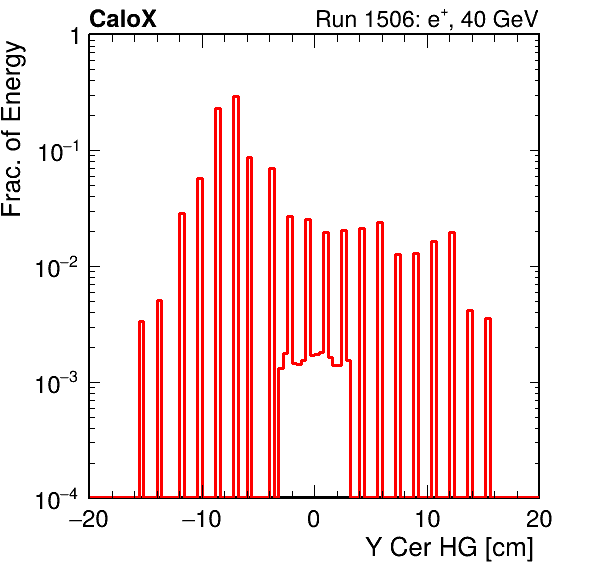 CaloX
Run 1506: e⁺, 40 GeV
Frac. of Energy
1
10⁻¹
10⁻²
10⁻³
10⁻⁴
−20
−10
0
10
20
Y Cer HG [cm]